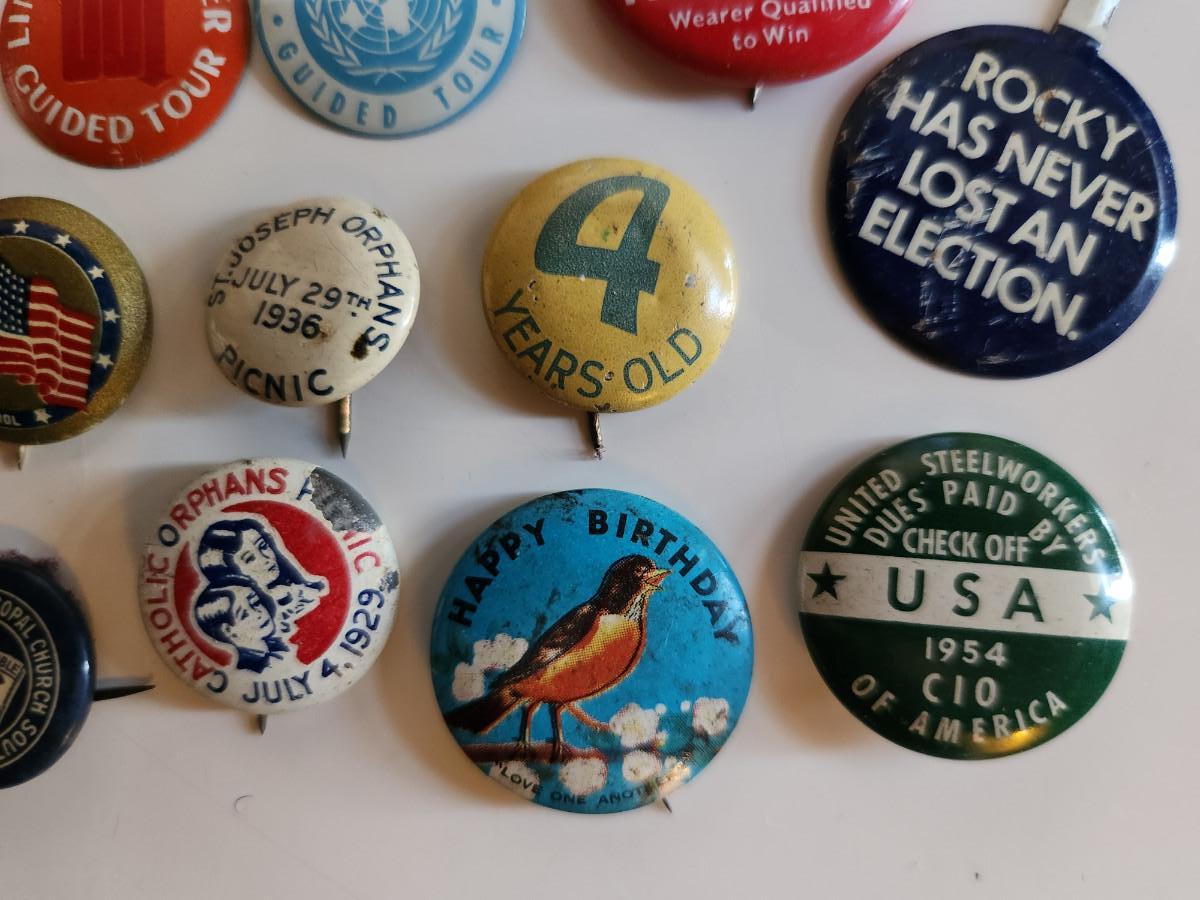 GUIDED TOUR
GUIDED TOUR
Wearer Qualified
to Win
ROCKY
HAS NEVER
LOST AN
ELECTION.
ST. JOSEPH ORPHANS
JULY 29TH
1936
PICNIC
4
YEARS OLD
CATHOLIC ORPHANS
JULY 4, 1929
HAPPY BIRTHDAY
"LOVE ONE
UNITED STEELWORKERS
DUES PAID BY
CHECK OFF
USA
1954
CIO
OF AMERICA
OPAL CHURCH SOU